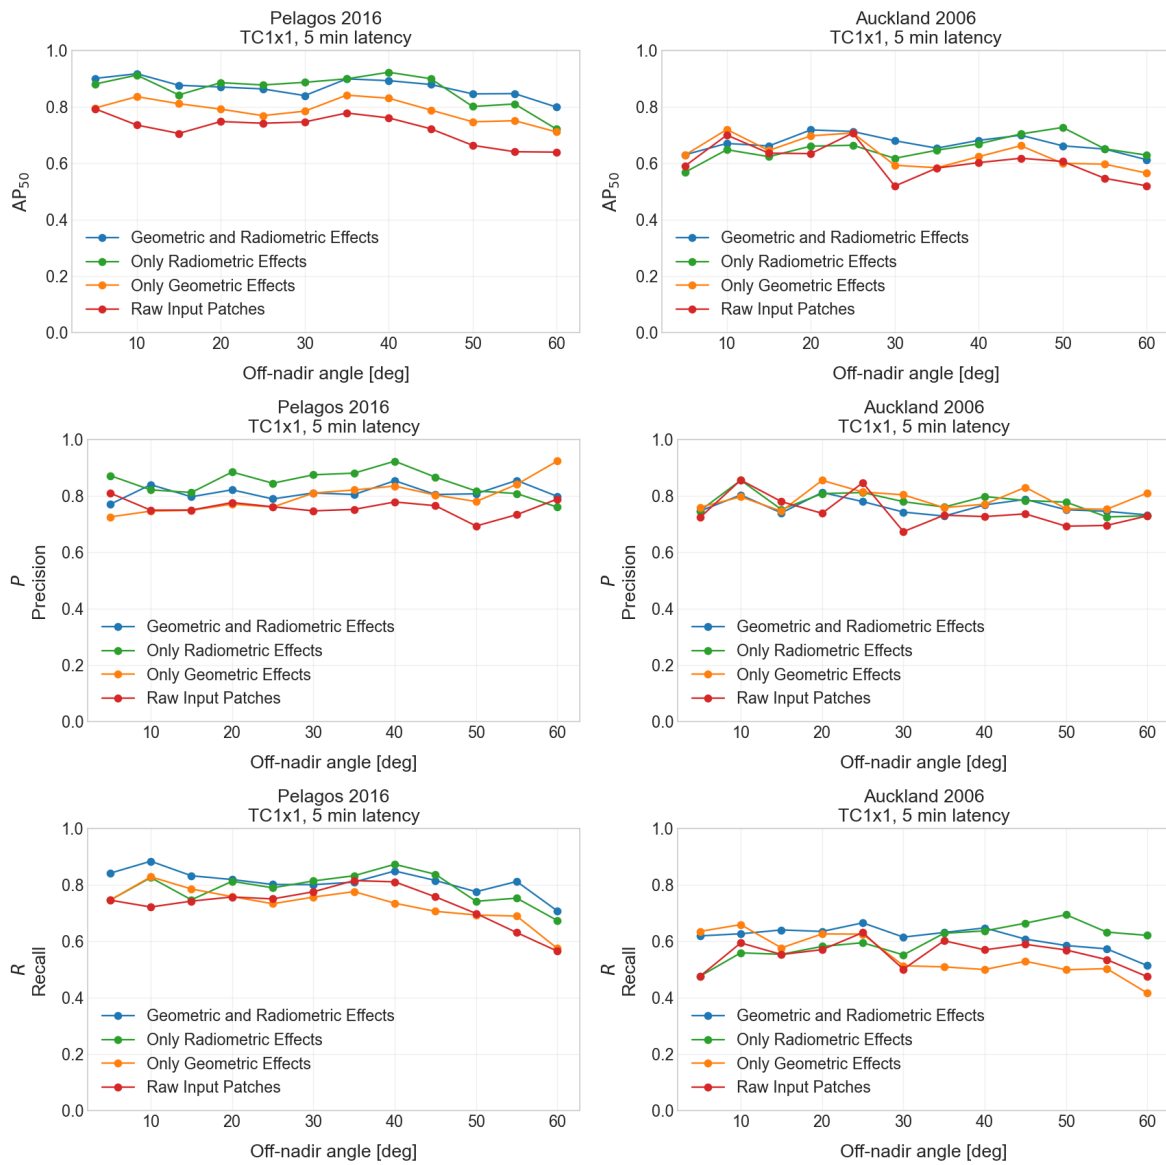 Pelagos 2016
TC1x1, 5 min latency
1.0
0.8
0.6
0.4
0.2
0.0
AP50
Geometric and Radiometric Effects
Only Radiometric Effects
Only Geometric Effects
Raw Input Patches
10 20 30 40 50 60
Off-nadir angle [deg]
Auckland 2006
TC1x1, 5 min latency
1.0
0.8
0.6
0.4
0.2
0.0
AP50
Geometric and Radiometric Effects
Only Radiometric Effects
Only Geometric Effects
Raw Input Patches
10 20 30 40 50 60
Off-nadir angle [deg]
Pelagos 2016
TC1x1, 5 min latency
1.0
0.8
0.6
0.4
0.2
0.0
P
Precision
Geometric and Radiometric Effects
Only Radiometric Effects
Only Geometric Effects
Raw Input Patches
10 20 30 40 50 60
Off-nadir angle [deg]
Auckland 2006
TC1x1, 5 min latency
1.0
0.8
0.6
0.4
0.2
0.0
P
Precision
Geometric and Radiometric Effects
Only Radiometric Effects
Only Geometric Effects
Raw Input Patches
10 20 30 40 50 60
Off-nadir angle [deg]
Pelagos 2016
TC1x1, 5 min latency
1.0
0.8
0.6
0.4
0.2
0.0
R
Recall
Geometric and Radiometric Effects
Only Radiometric Effects
Only Geometric Effects
Raw Input Patches
10 20 30 40 50 60
Off-nadir angle [deg]
Auckland 2006
TC1x1, 5 min latency
1.0
0.8
0.6
0.4
0.2
0.0
R
Recall
Geometric and Radiometric Effects
Only Radiometric Effects
Only Geometric Effects
Raw Input Patches
10 20 30 40 50 60
Off-nadir angle [deg]